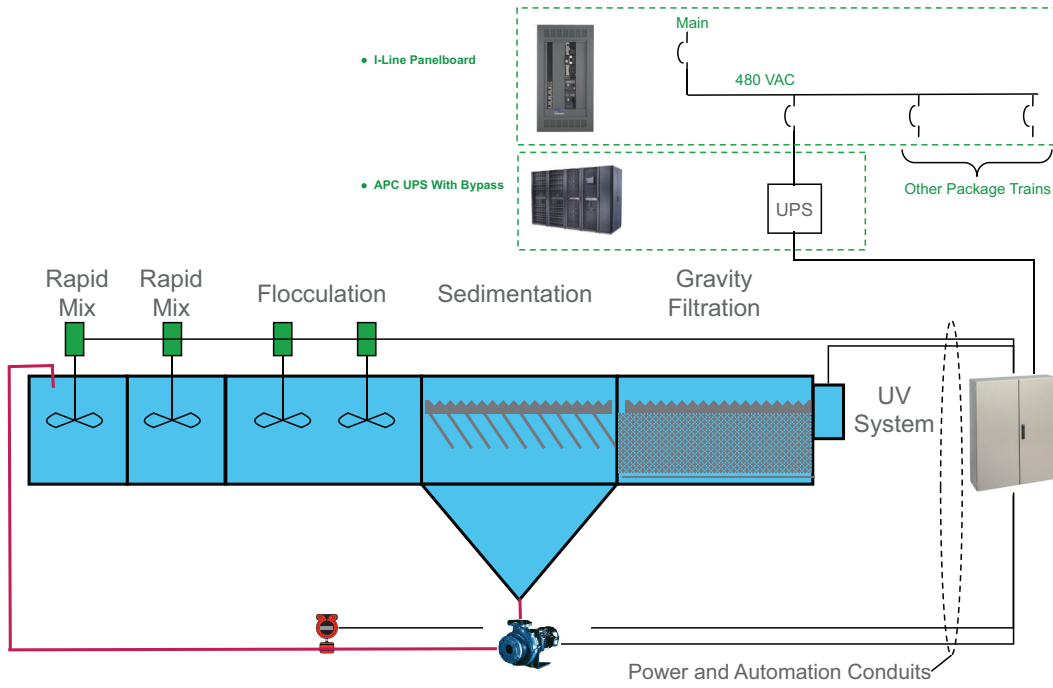 Main
● I-Line Panelboard
480 VAC
● APC UPS With Bypass
Other Package Trains
UPS
Rapid
Mix
Rapid
Mix
Flocculation
Sedimentation
Gravity
Filtration
UV
System
Power and Automation Conduits